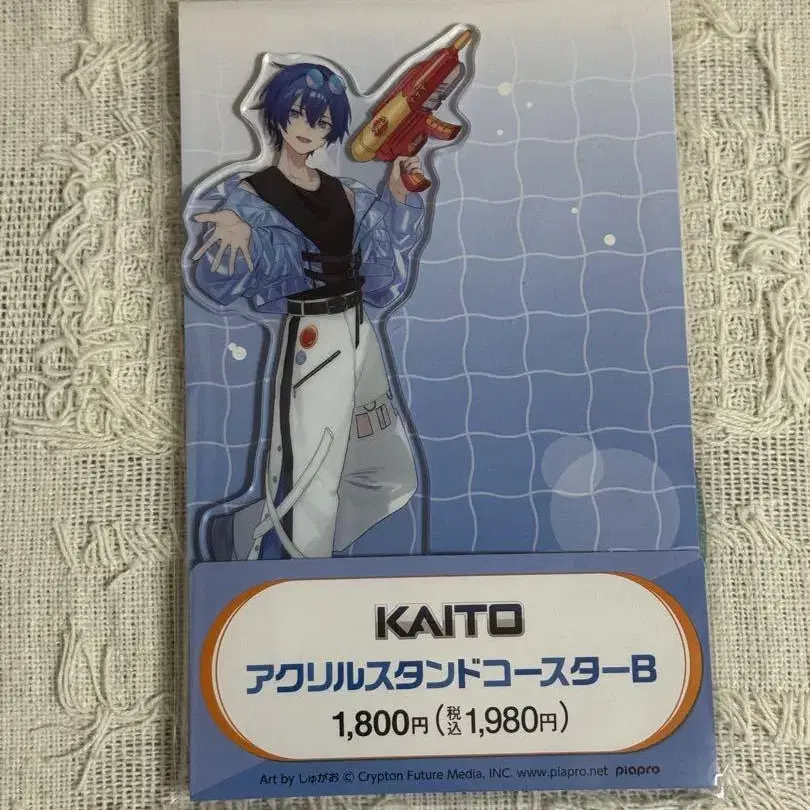 KAITO
アクリルスタンドコースターB
1,800円(税込1,980円)
Art by しゅがお © Crypton Future Media, INC. www.piapro.net piapro